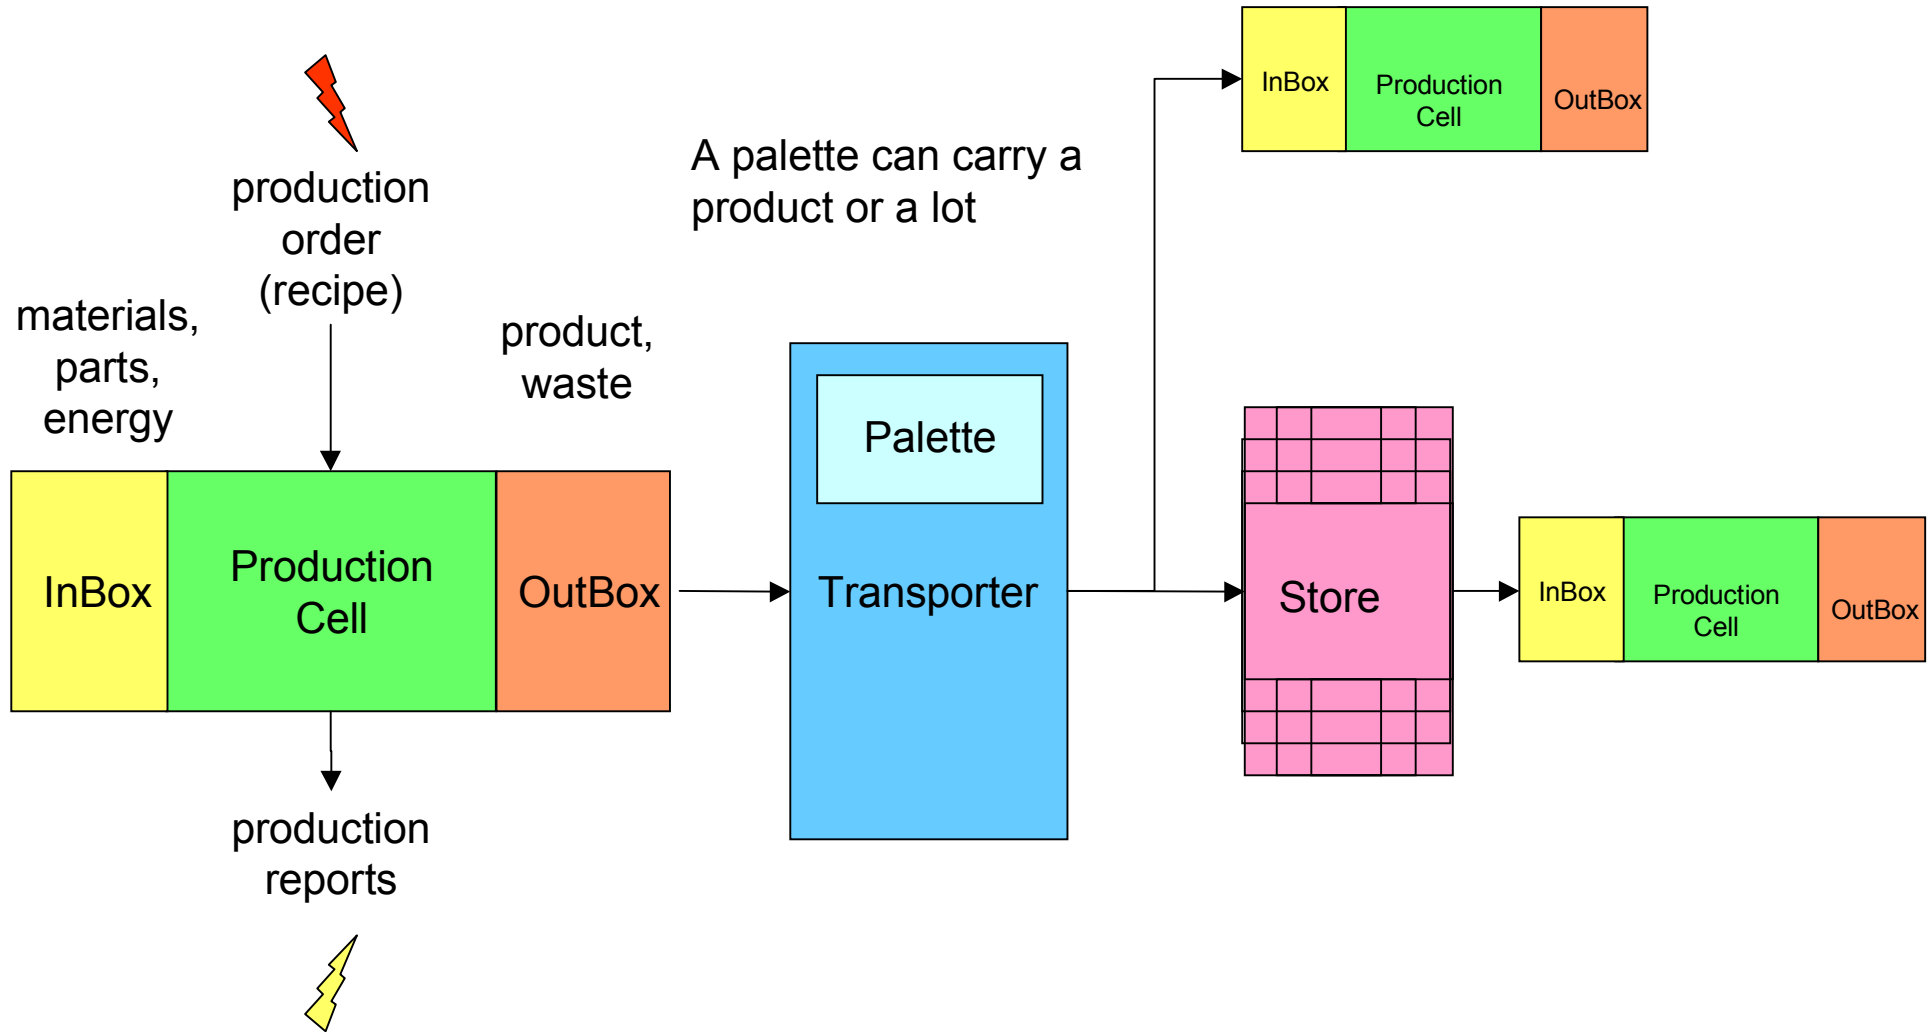 InBox
Production
Cell
OutBox
A palette can carry a
product or a lot
production
order
(recipe)
materials,
parts,
energy
product,
waste
Palette
InBox
Production
Cell
OutBox
Transporter
Store
InBox
Production
Cell
OutBox
production
reports